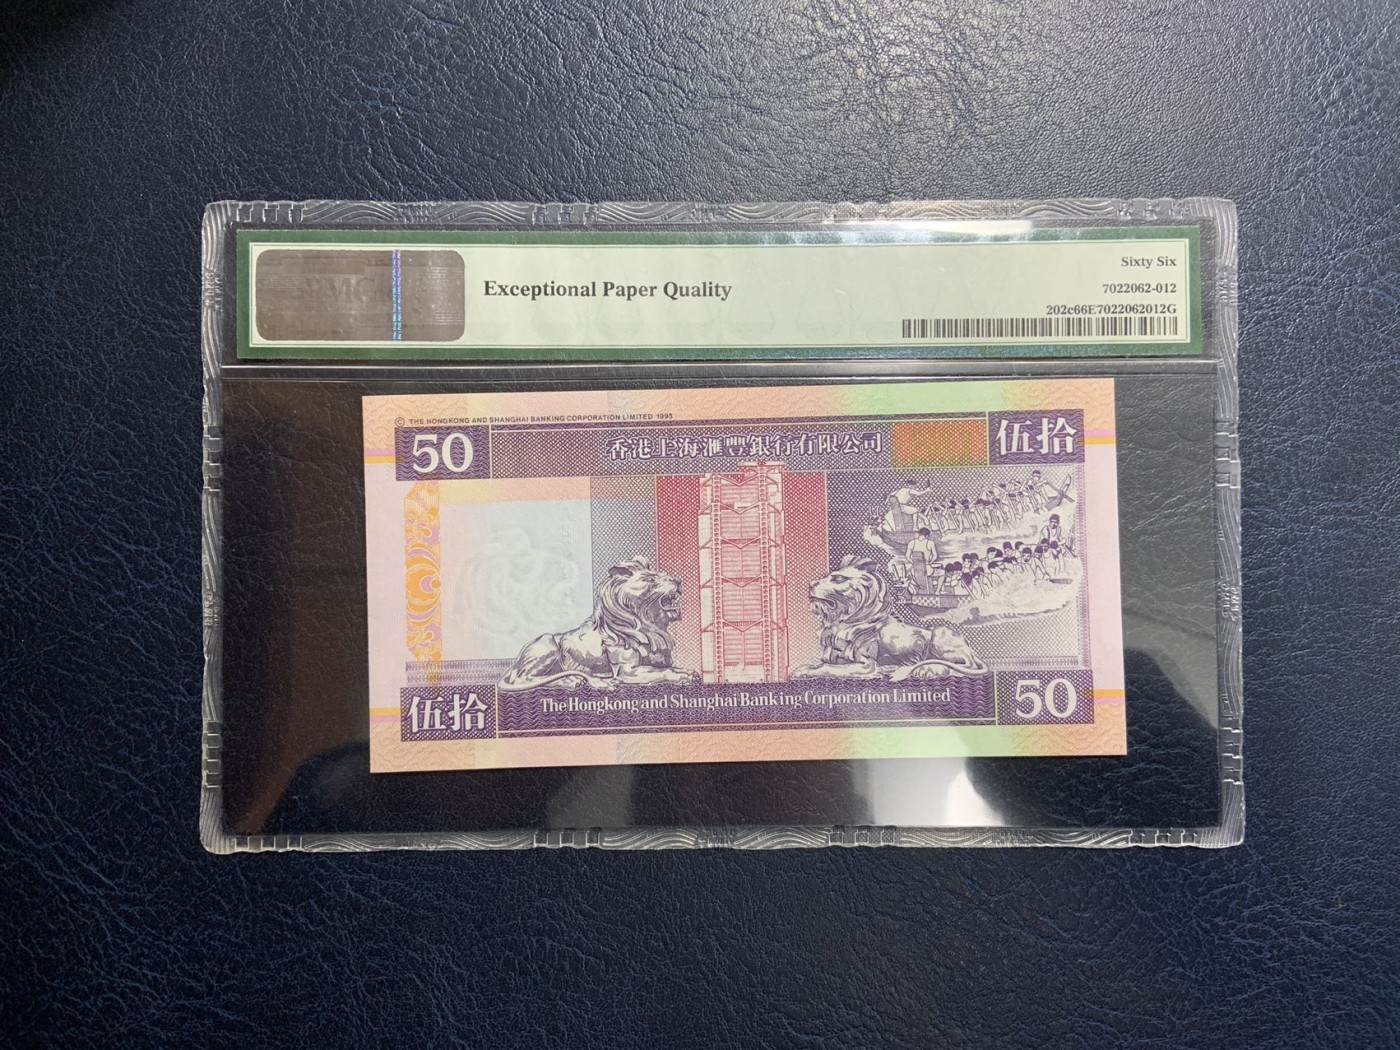 Exceptional Paper Quality
Sixty Six
7022062-012
202c66E7022062012G
© THE HONGKONG AND SHANGHAI BANKING CORPORATION LIMITED 1993
50
香港上海滙豐銀行有限公司
伍拾
伍拾
The Hongkong and Shanghai Banking Corporation Limited
50